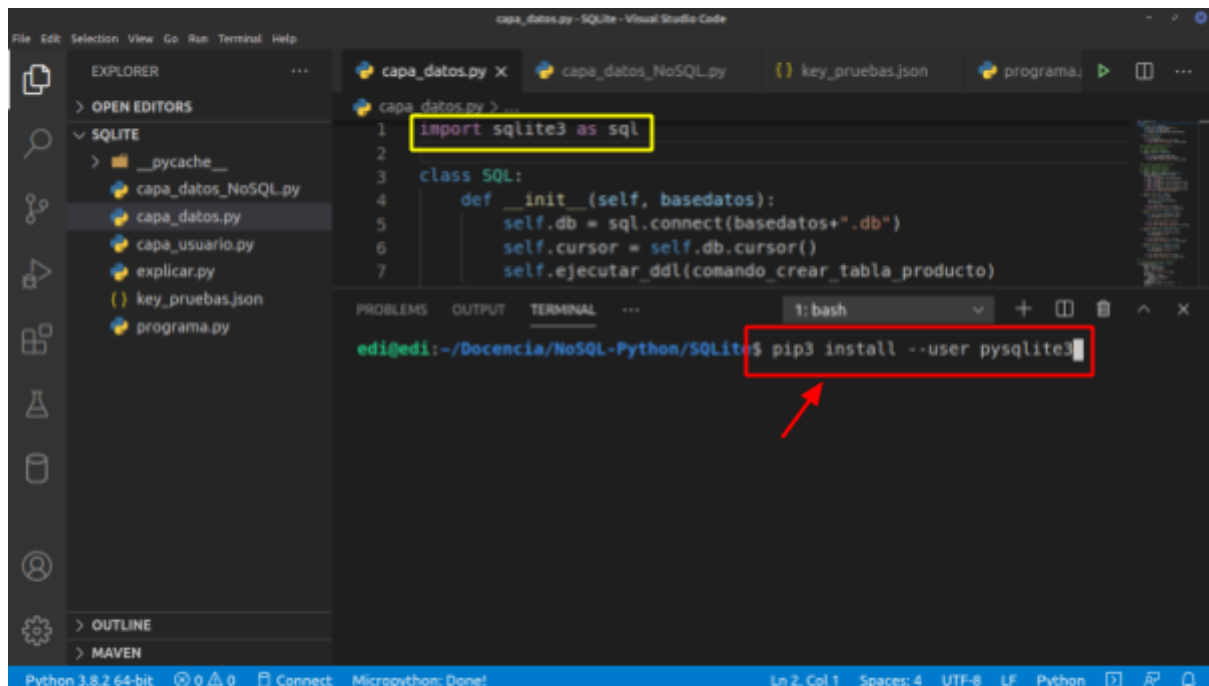 capa_datos.py - SQLite - Visual Studio Code
File Edit Selection View Go Run Terminal Help
EXPLORER
OPEN EDITORS
SQLITE
__pycache__
capa_datos_NoSQL.py
capa_datos.py
capa_usuario.py
explicar.py
{} key_pruebas.json
programa.py
OUTLINE
MAVEN
capa_datos.py × capa_datos_NoSQL.py {} key_pruebas.json programa.
capa_datos.py > ...
1 import sqlite3 as sql
2
3 class SQL:
4 def __init__(self, basedatos):
5 self.db = sql.connect(basedatos+".db")
6 self.cursor = self.db.cursor()
7 self.ejecutar_ddl(comando_crear_tabla_producto)
PROBLEMS OUTPUT TERMINAL ··· 1: bash
edi@edi:~/Docencia/NoSQL-Python/SQLite$ pip3 install --user pysqlite3
Python 3.8.2 64-bit 0 0 Connect Micropython: Done! Ln 2, Col 1 Spaces: 4 UTF-8 LF Python